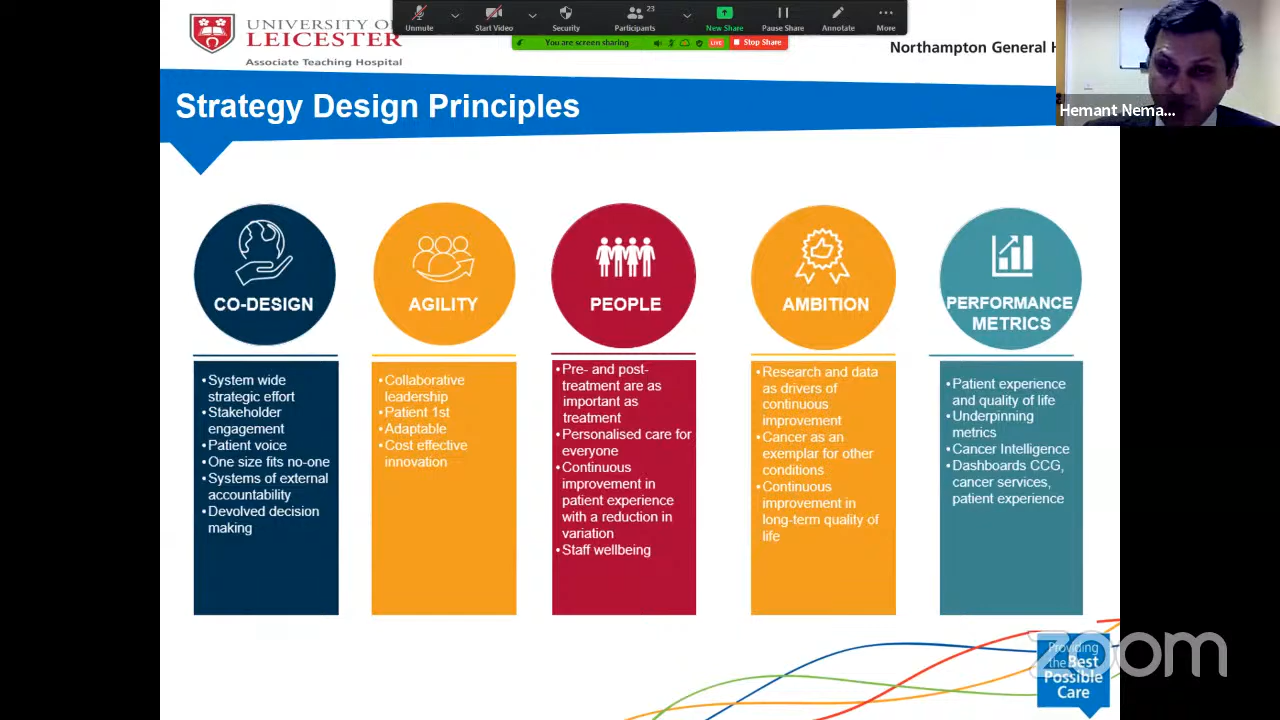 UNIVERSITY OF
LEICESTER
Associate Teaching Hospital
Unmute
Start Video
Security
23
Participants
New Share
Pause Share
Annotate
More
You are screen sharing
LIVE
Stop Share
Northampton General H
Hemant Nema...
Strategy Design Principles
CO-DESIGN
AGILITY
PEOPLE
AMBITION
PERFORMANCE
METRICS
•System wide
strategic effort
•Stakeholder
engagement
•Patient voice
•One size fits no-one
•Systems of external
accountability
•Devolved decision
making
•Collaborative
leadership
•Patient 1st
•Adaptable
•Cost effective
innovation
•Pre- and post-
treatment are as
important as
treatment
•Personalised care for
everyone
•Continuous
improvement in
patient experience
with a reduction in
variation
•Staff wellbeing
•Research and data
as drivers of
continuous
improvement
•Cancer as an
exemplar for other
conditions
•Continuous
improvement in
long-term quality of
life
•Patient experience
and quality of life
•Underpinning
metrics
•Cancer Intelligence
•Dashboards CCG,
cancer services,
patient experience
zoom
Providing
the Best
Possible
Care